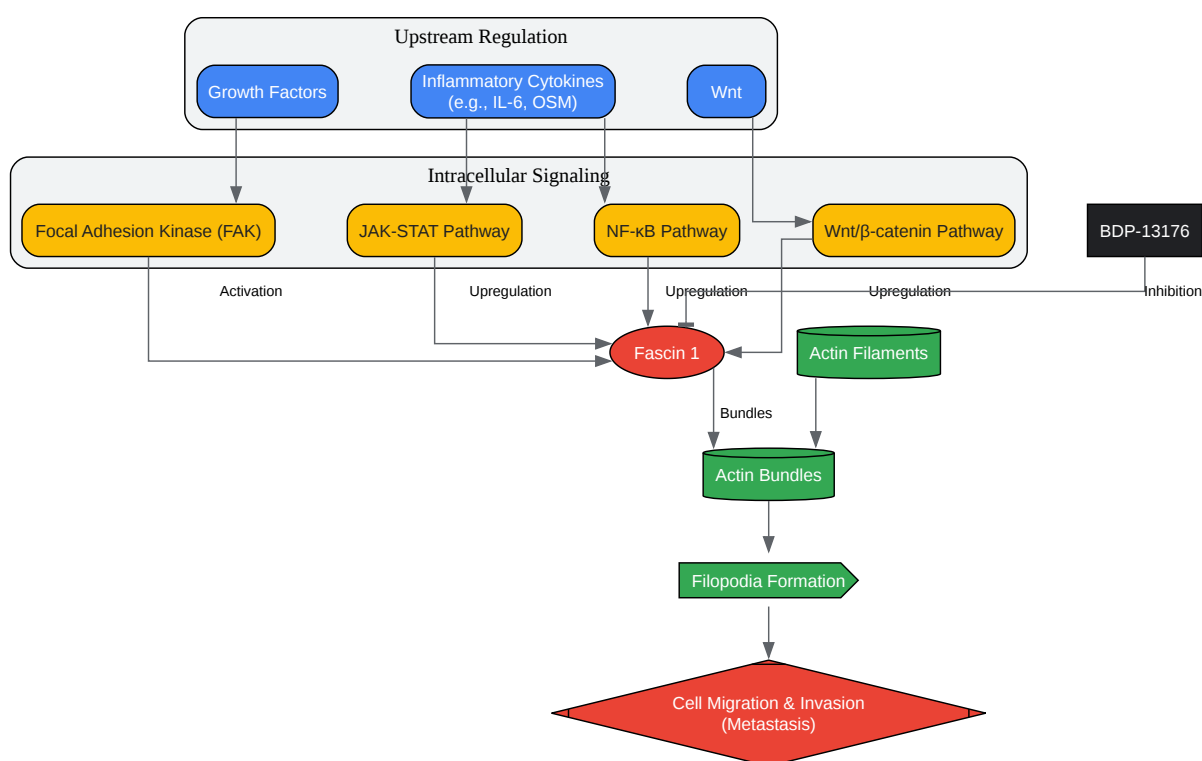 Upstream Regulation
Growth Factors
Inflammatory Cytokines
(e.g., IL-6, OSM)
Wnt
Intracellular Signaling
Focal Adhesion Kinase (FAK)
JAK-STAT Pathway
NF-κB Pathway
Wnt/β-catenin Pathway
BDP-13176
Activation
Upregulation
Upregulation
Upregulation
Inhibition
Fascin 1
Actin Filaments
Bundles
Actin Bundles
Filopodia Formation
Cell Migration & Invasion
(Metastasis)